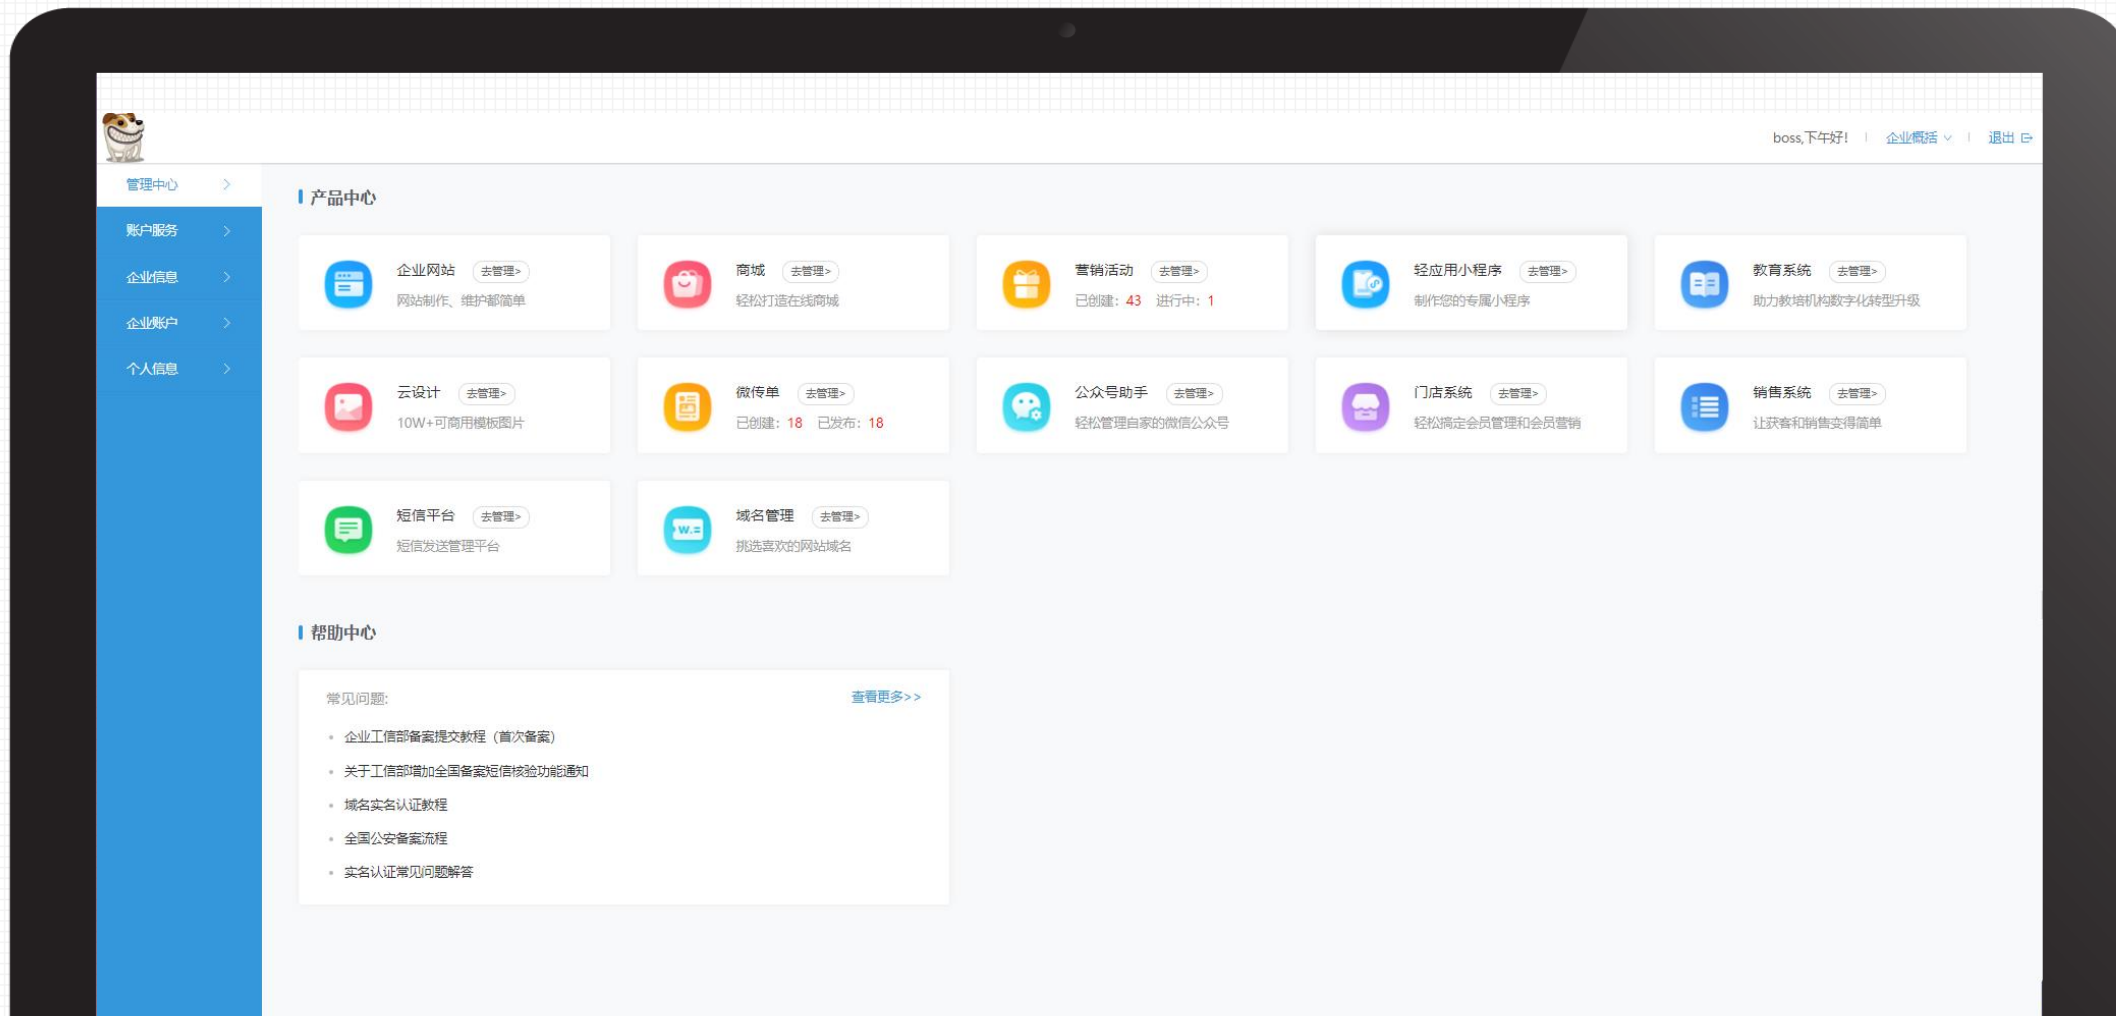 boss,下午好! 企业概括 退出
管理中心
账户服务
企业信息
企业账户
个人信息
产品中心
企业网站 去管理>
网站制作、维护都简单
商城 去管理>
轻松打造在线商城
营销活动 去管理>
已创建: 43 进行中: 1
轻应用小程序 去管理>
制作您的专属小程序
教育系统 去管理>
助力教培机构数字化转型升级
云设计 去管理>
10W+可商用模板图片
微传单 去管理>
已创建: 18 已发布: 18
公众号助手 去管理>
轻松管理自家的微信公众号
门店系统 去管理>
轻松搞定会员管理和会员营销
销售系统 去管理>
让获客和销售变得简单
短信平台 去管理>
短信发送管理平台
域名管理 去管理>
挑选喜欢的网站域名
帮助中心
常见问题: 查看更多>>
企业工信部备案提交教程（首次备案）
关于工信部增加全国备案短信核验功能通知
域名实名认证教程
全国公安备案流程
实名认证常见问题解答